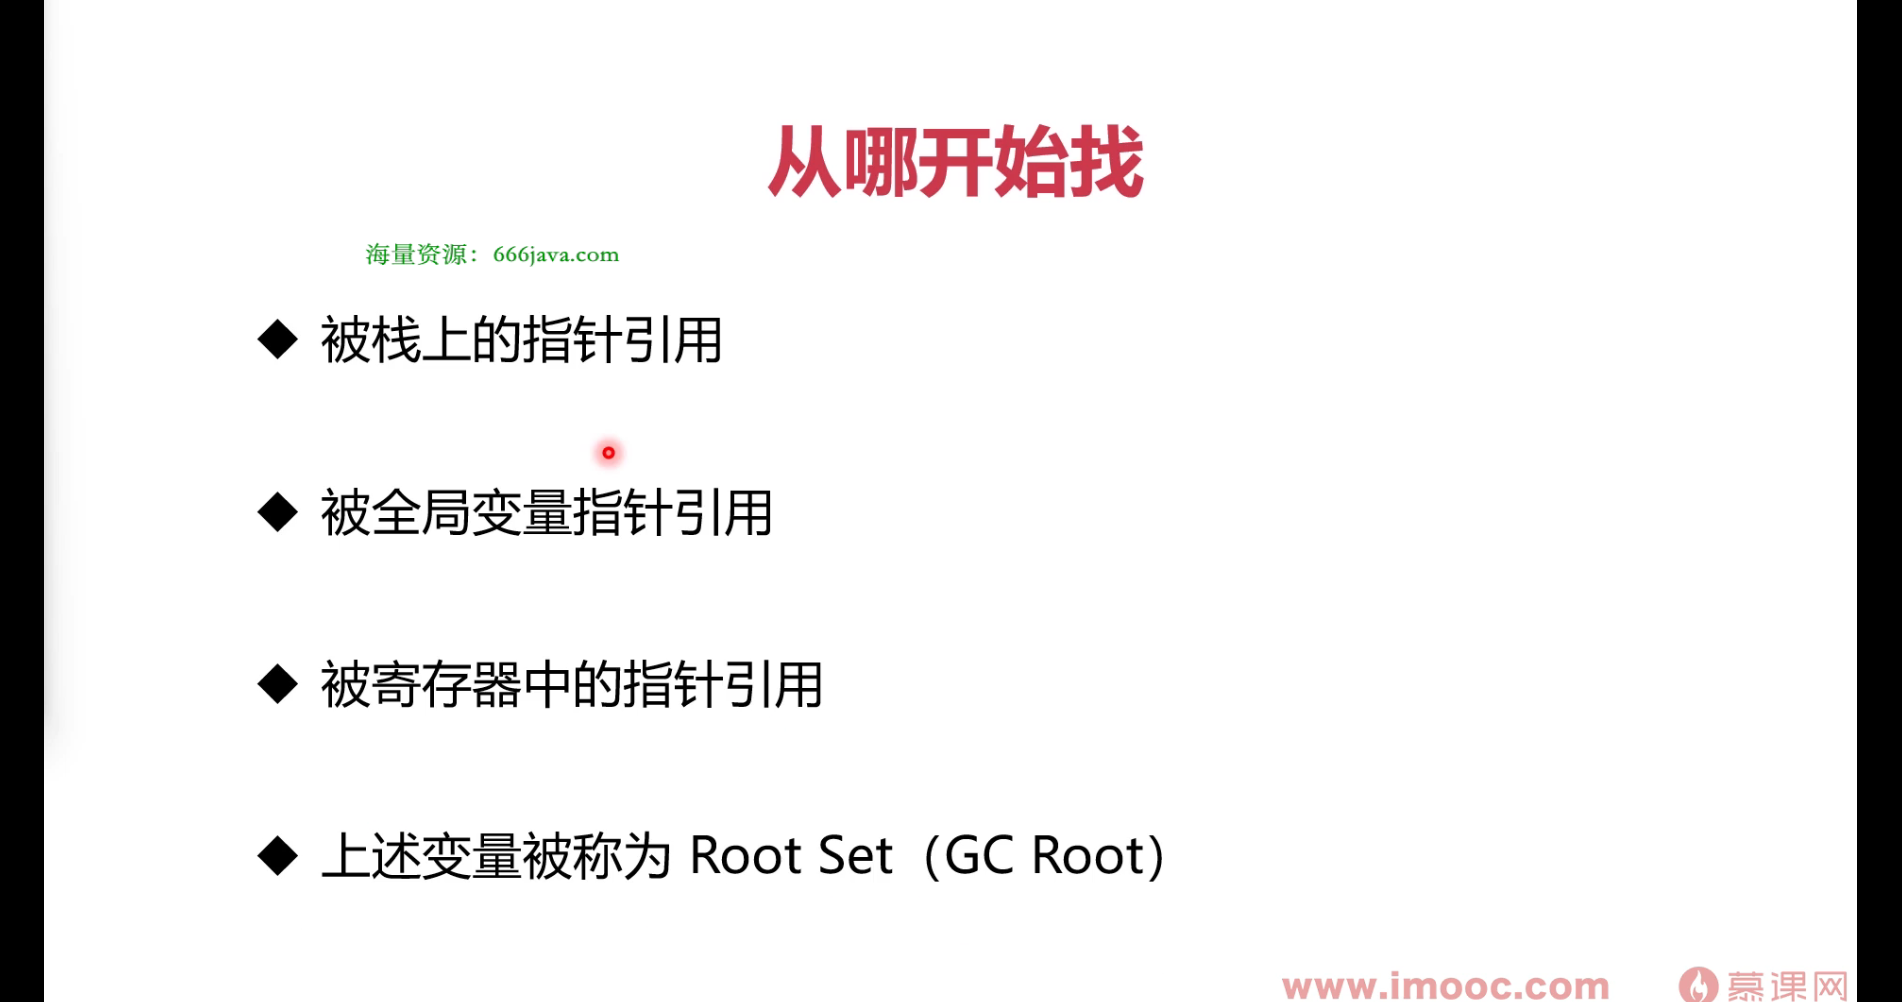 从哪开始找
海量资源：666java.com
◆ 被栈上的指针引用
◆ 被全局变量指针引用
◆ 被寄存器中的指针引用
◆ 上述变量被称为 Root Set（GC Root）
www.imooc.com 慕课网